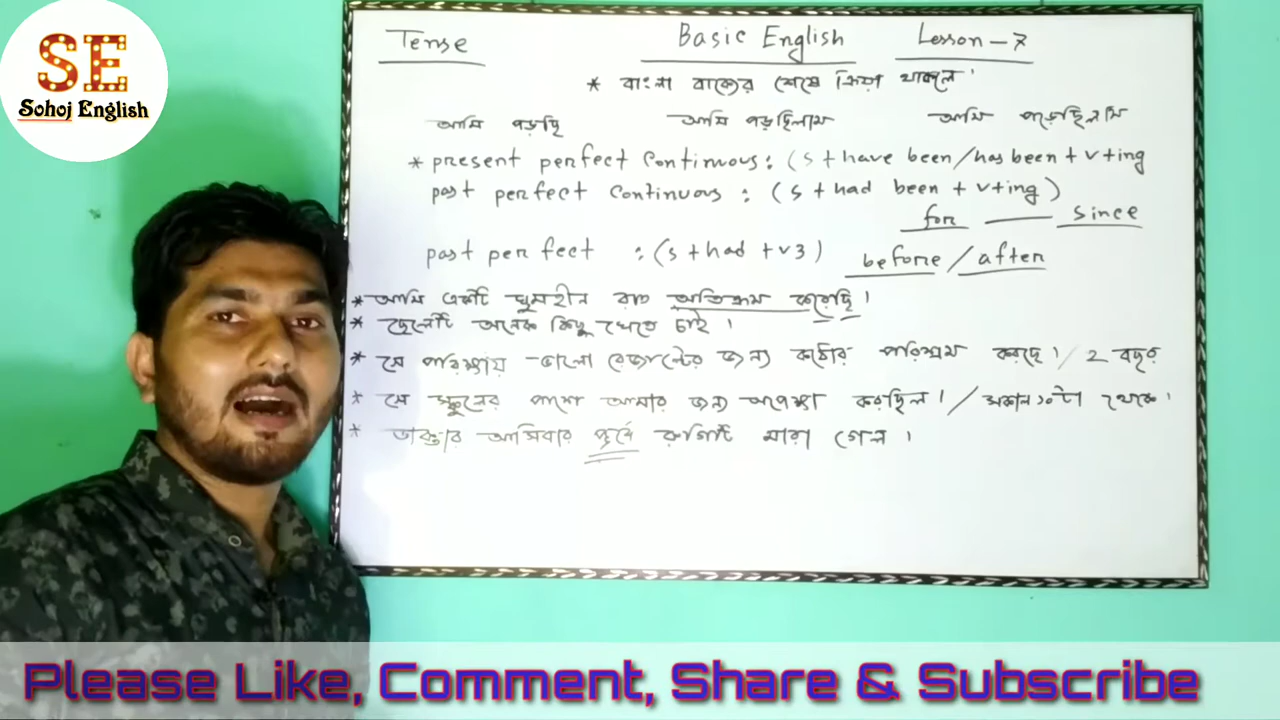 SE
Sohoj English
Tense Basic English Lesson-7
* বাংলা বাক্যের শেষে ক্রিয়া থাকলে।
আমি পড়ছি আমি পড়ছিলাম আমি পড়েছিলাম
* present perfect Continuous: (s + have been/has been + v+ing
past perfect Continuous : (s + had been + v+ing)
for — since
past perfect : (s + had + v3) before / after
* আমি একটি ঘুমহীন রাত অতিক্রম করেছি।
* ছেলেটি অনেক কিছু খেতে চাই।
* সে পরিক্ষায় ভালো রেজাল্টের জন্য কঠোর পরিশ্রম করছে। / ২ বছর
* সে স্কুলের পাশে আমার জন্য অপেক্ষা করছিল। / সকাল ১০টা থেকে।
* ডাক্তার আসিবার পূর্বে রুগিটি মারা গেল।
Please Like, Comment, Share & Subscribe